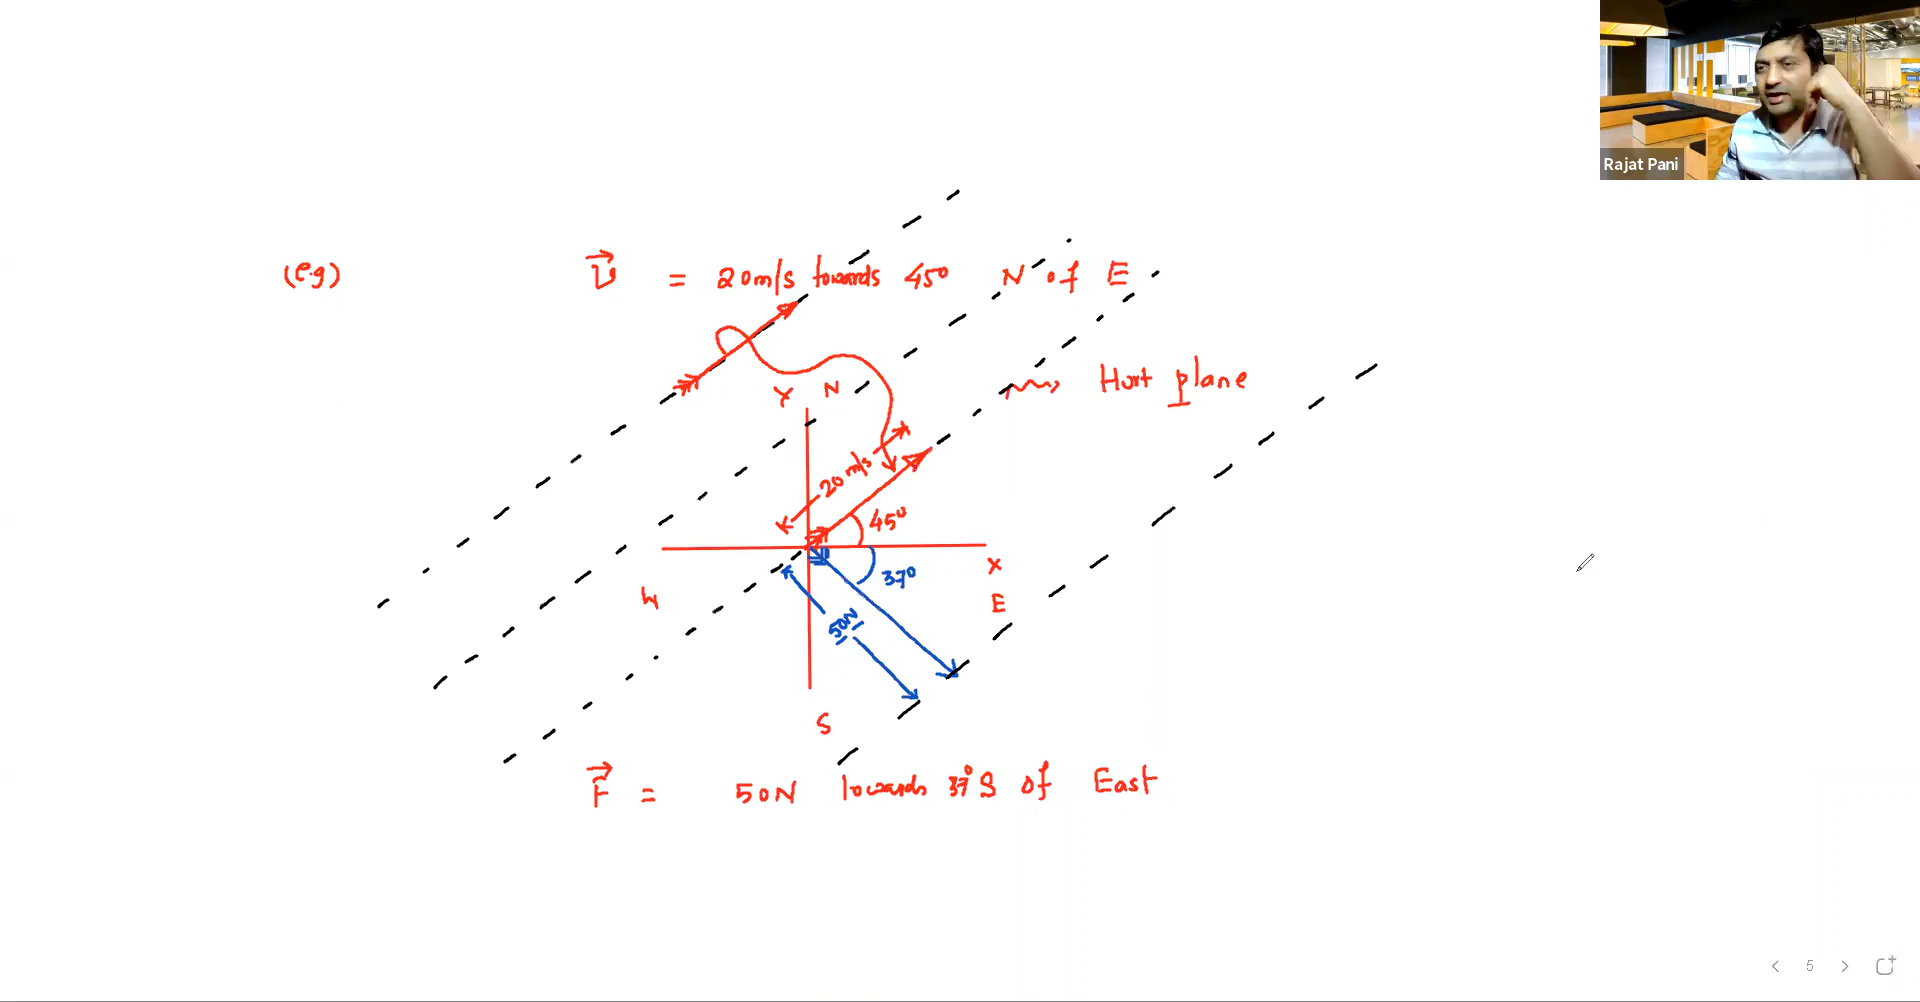 Rajat Pani
(e.g) v = 20m/s towards 45° N of E
Y N
Hort plane
20 m/s
45°
37°
X
W
E
50N
S
F = 50N towards 37° S of East
5